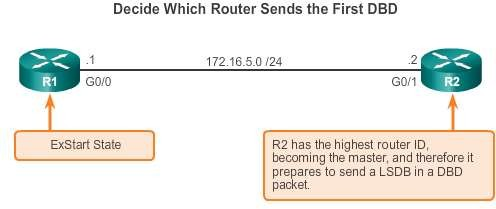 Decide Which Router Sends the First DBD
.1
172.16.5.0 /24
.2
R1
G0/0
G0/1
R2
ExStart State
R2 has the highest router ID,
becoming the master, and therefore it
prepares to send a LSDB in a DBD
packet.